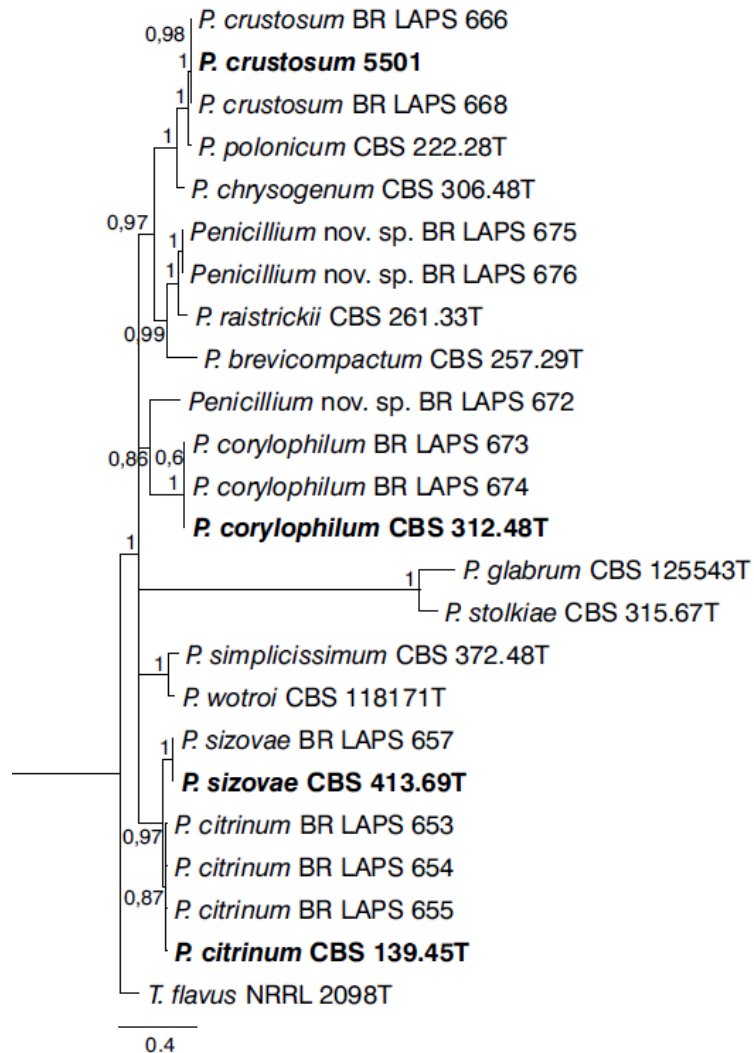 P. crustosum BR LAPS 666
0,98
P. crustosum 5501
1
P. crustosum BR LAPS 668
1
P. polonicum CBS 222.28T
1
P. chrysogenum CBS 306.48T
0,97
Penicillium nov. sp. BR LAPS 675
1
Penicillium nov. sp. BR LAPS 676
1
P. raistrickii CBS 261.33T
0,99
P. brevicompactum CBS 257.29T
Penicillium nov. sp. BR LAPS 672
P. corylophilum BR LAPS 673
0,86
0,6
P. corylophilum BR LAPS 674
1
P. corylophilum CBS 312.48T
1
P. glabrum CBS 125543T
1
P. stolkiae CBS 315.67T
P. simplicissimum CBS 372.48T
1
P. wotroi CBS 118171T
P. sizovae BR LAPS 657
1
P. sizovae CBS 413.69T
P. citrinum BR LAPS 653
0,97
P. citrinum BR LAPS 654
0,87
P. citrinum BR LAPS 655
P. citrinum CBS 139.45T
T. flavus NRRL 2098T
0.4